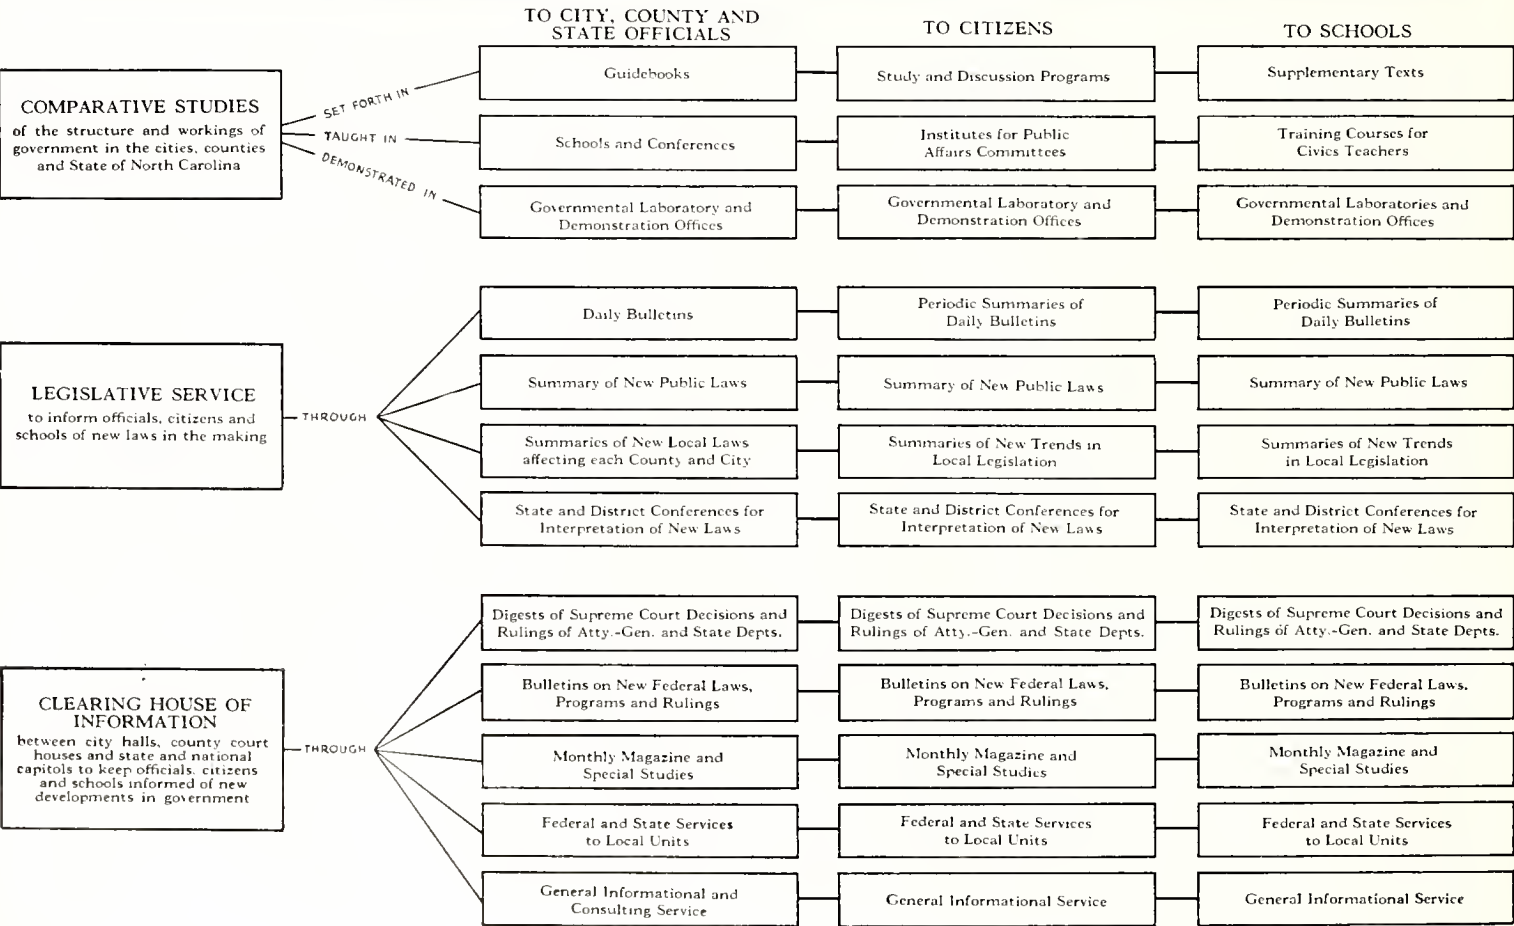 TO CITY, COUNTY AND
STATE OFFICIALS
TO CITIZENS
TO SCHOOLS
COMPARATIVE STUDIES
of the structure and workings of
government in the cities, counties
and State of North Carolina
SET FORTH IN
TAUGHT IN
DEMONSTRATED IN
Guidebooks
Study and Discussion Programs
Supplementary Texts
Schools and Conferences
Institutes for Public
Affairs Committees
Training Courses for
Civics Teachers
Governmental Laboratory and
Demonstration Offices
Governmental Laboratory and
Demonstration Offices
Governmental Laboratories and
Demonstration Offices
LEGISLATIVE SERVICE
to inform officials, citizens and
schools of new laws in the making
THROUGH
Daily Bulletins
Periodic Summaries of
Daily Bulletins
Periodic Summaries of
Daily Bulletins
Summary of New Public Laws
Summary of New Public Laws
Summary of New Public Laws
Summaries of New Local Laws
affecting each County and City
Summaries of New Trends in
Local Legislation
Summaries of New Trends
in Local Legislation
State and District Conferences for
Interpretation of New Laws
State and District Conferences for
Interpretation of New Laws
State and District Conferences for
Interpretation of New Laws
CLEARING HOUSE OF
INFORMATION
between city halls, county court
houses and state and national
capitols to keep officials, citizens
and schools informed of new
developments in government
THROUGH
Digests of Supreme Court Decisions and
Rulings of Atty.-Gen. and State Depts.
Digests of Supreme Court Decisions and
Rulings of Atty.-Gen. and State Depts.
Digests of Supreme Court Decisions and
Rulings of Atty.-Gen. and State Depts.
Bulletins on New Federal Laws,
Programs and Rulings
Bulletins on New Federal Laws,
Programs and Rulings
Bulletins on New Federal Laws,
Programs and Rulings
Monthly Magazine and
Special Studies
Monthly Magazine and
Special Studies
Monthly Magazine and
Special Studies
Federal and State Services
to Local Units
Federal and State Services
to Local Units
Federal and State Services
to Local Units
General Informational and
Consulting Service
General Informational Service
General Informational Service